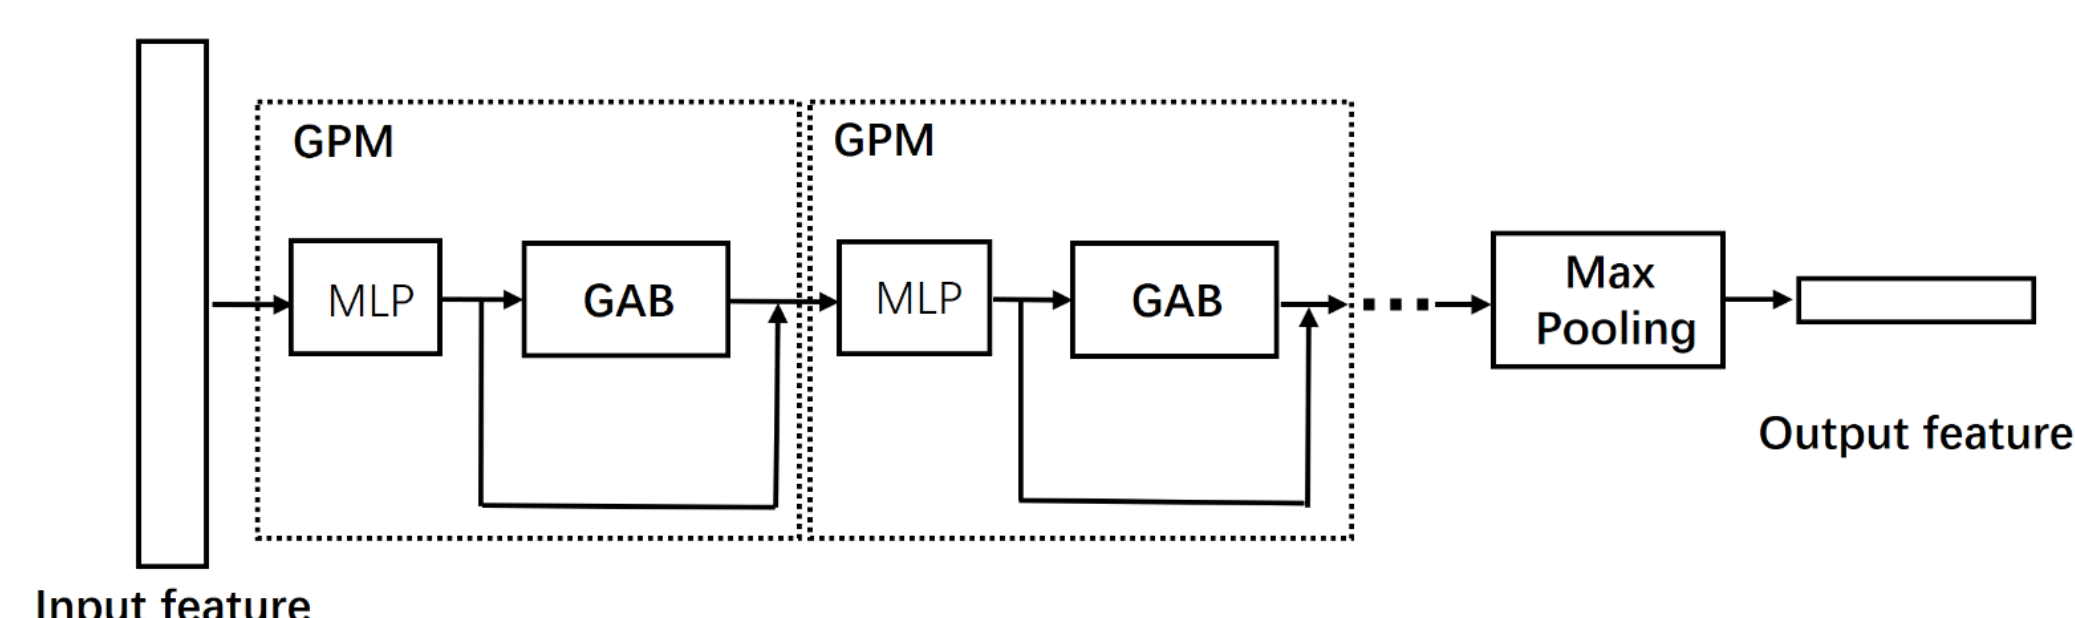 GPM
GPM
MLP
GAB
MLP
GAB
Max
Pooling
Output feature
Input feature